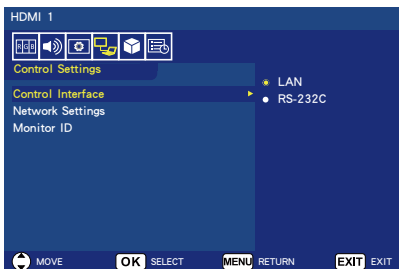 HDMI 1
RGB
Control Settings
Control Interface
Network Settings
Monitor ID
LAN
RS-232C
MOVE OK SELECT MENU RETURN EXIT EXIT